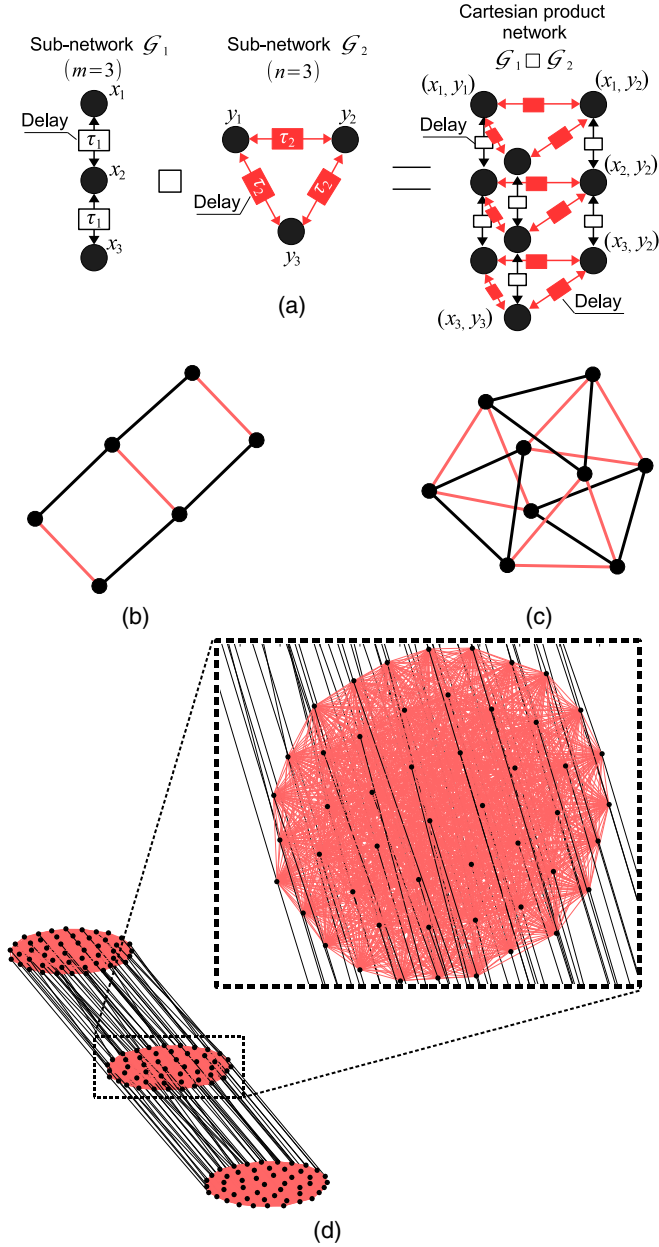 Sub-network 𝒢₁
(m=3)
x₁
Delay
τ₁
x₂
τ₁
x₃
Sub-network 𝒢₂
(n=3)
y₁
τ₂
y₂
τ₂
τ₂
Delay
y₃
Cartesian product
network
𝒢₁ □ 𝒢₂
(x₁, y₁)
(x₁, y₂)
Delay
(x₂, y₂)
(x₃, y₂)
(x₃, y₃)
Delay
(a)
(b)
(c)
(d)